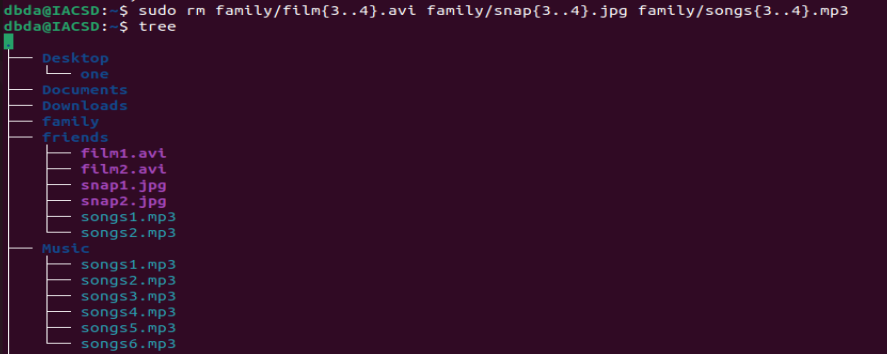 dbda@IACSD:~$ sudo rm family/film{3..4}.avi family/snap{3..4}.jpg family/songs{3..4}.mp3
dbda@IACSD:~$ tree
.
├── Desktop
│   └── one
├── Documents
├── Downloads
├── family
├── friends
│   ├── film1.avi
│   ├── film2.avi
│   ├── snap1.jpg
│   ├── snap2.jpg
│   ├── songs1.mp3
│   └── songs2.mp3
├── Music
│   ├── songs1.mp3
│   ├── songs2.mp3
│   ├── songs3.mp3
│   ├── songs4.mp3
│   ├── songs5.mp3
│   └── songs6.mp3